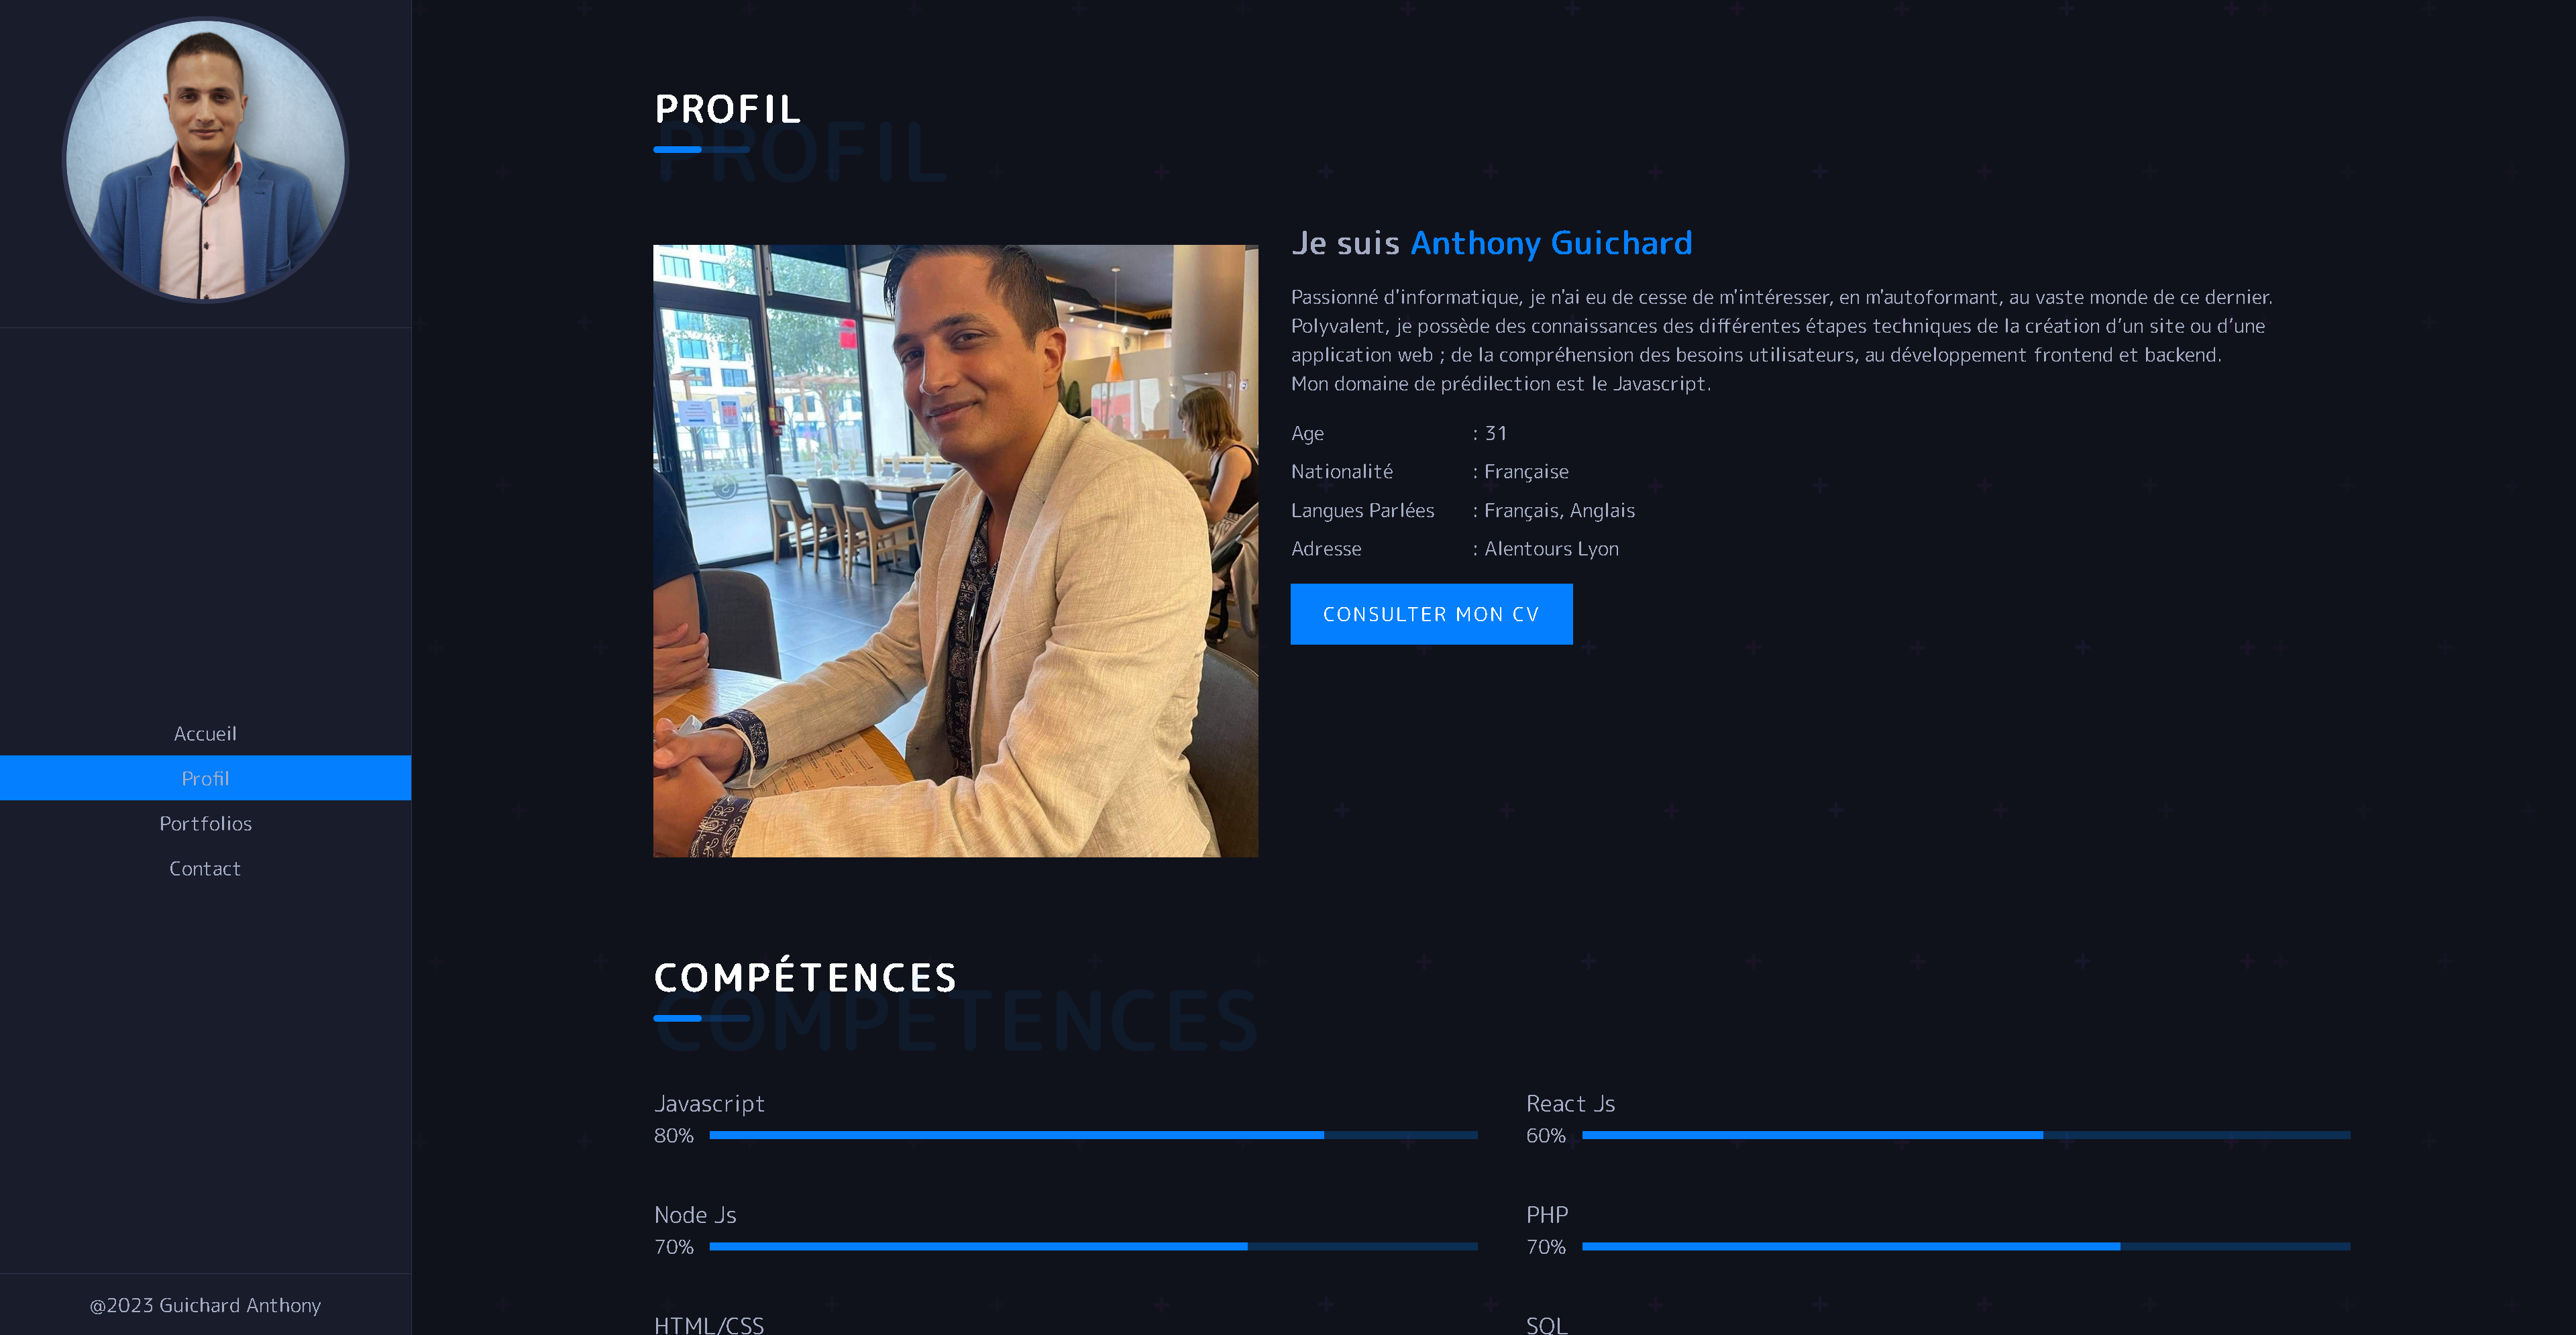 Accueil
Profil
Portfolios
Contact
@2023 Guichard Anthony
PROFIL
PROFIL
Je suis Anthony Guichard
Passionné d'informatique, je n'ai eu de cesse de m'intéresser, en m'autoformant, au vaste monde de ce dernier.
Polyvalent, je possède des connaissances des différentes étapes techniques de la création d’un site ou d’une
application web ; de la compréhension des besoins utilisateurs, au développement frontend et backend.
Mon domaine de prédilection est le Javascript.
Age : 31
Nationalité : Française
Langues Parlées : Français, Anglais
Adresse : Alentours Lyon
CONSULTER MON CV
COMPÉTENCES
COMPÉTENCES
Javascript
80%
React Js
60%
Node Js
70%
PHP
70%
HTML/CSS
SQL